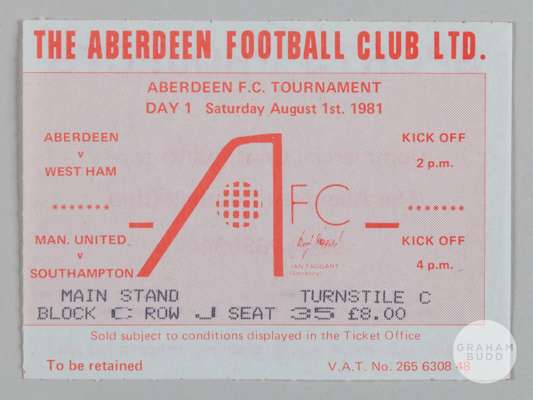 THE ABERDEEN FOOTBALL CLUB LTD.
ABERDEEN F.C. TOURNAMENT
DAY 1 Saturday August 1st. 1981
ABERDEEN
v
WEST HAM
KICK OFF
2 p.m.
*******
*******
FC
MAN. UNITED
v
SOUTHAMPTON
KICK OFF
4 p.m.
IAN TAGGART
MAIN STAND TURNSTILE C
BLOCK C ROW J SEAT 35 £8.00
Sold subject to conditions displayed in the Ticket Office
To be retained
V.A.T. No. 265 6308 48
GRAHAM
BUDD